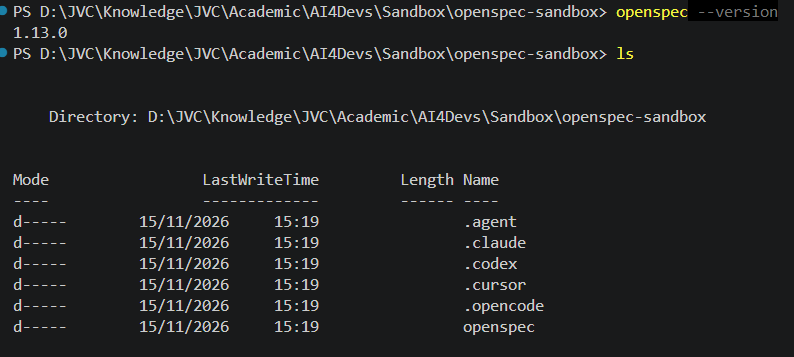 PS D:\JVC\Knowledge\JVC\Academic\AI4Devs\Sandbox\openspec-sandbox> openspec --version
1.13.0
PS D:\JVC\Knowledge\JVC\Academic\AI4Devs\Sandbox\openspec-sandbox> ls
Directory: D:\JVC\Knowledge\JVC\Academic\AI4Devs\Sandbox\openspec-sandbox
Mode                 LastWriteTime         Length Name
----                 -------------         ------ ----
d-----        15/11/2026     15:19                .agent
d-----        15/11/2026     15:19                .claude
d-----        15/11/2026     15:19                .codex
d-----        15/11/2026     15:19                .cursor
d-----        15/11/2026     15:19                .opencode
d-----        15/11/2026     15:19                openspec